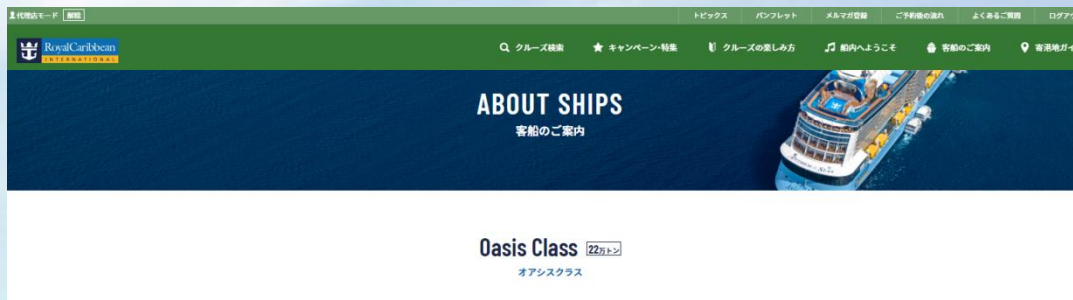 代理店モード 解除
トピックス パンフレット メルマガ登録 ご予約後の流れ よくあるご質問 ログアウ
RoyalCaribbean
INTERNATIONAL
クルーズ検索 キャンペーン・特集 クルーズの楽しみ方 船内へようこそ 客船のご案内 寄港地ガイ
ABOUT SHIPS
客船のご案内
Oasis Class 22万トン
オアシスクラス